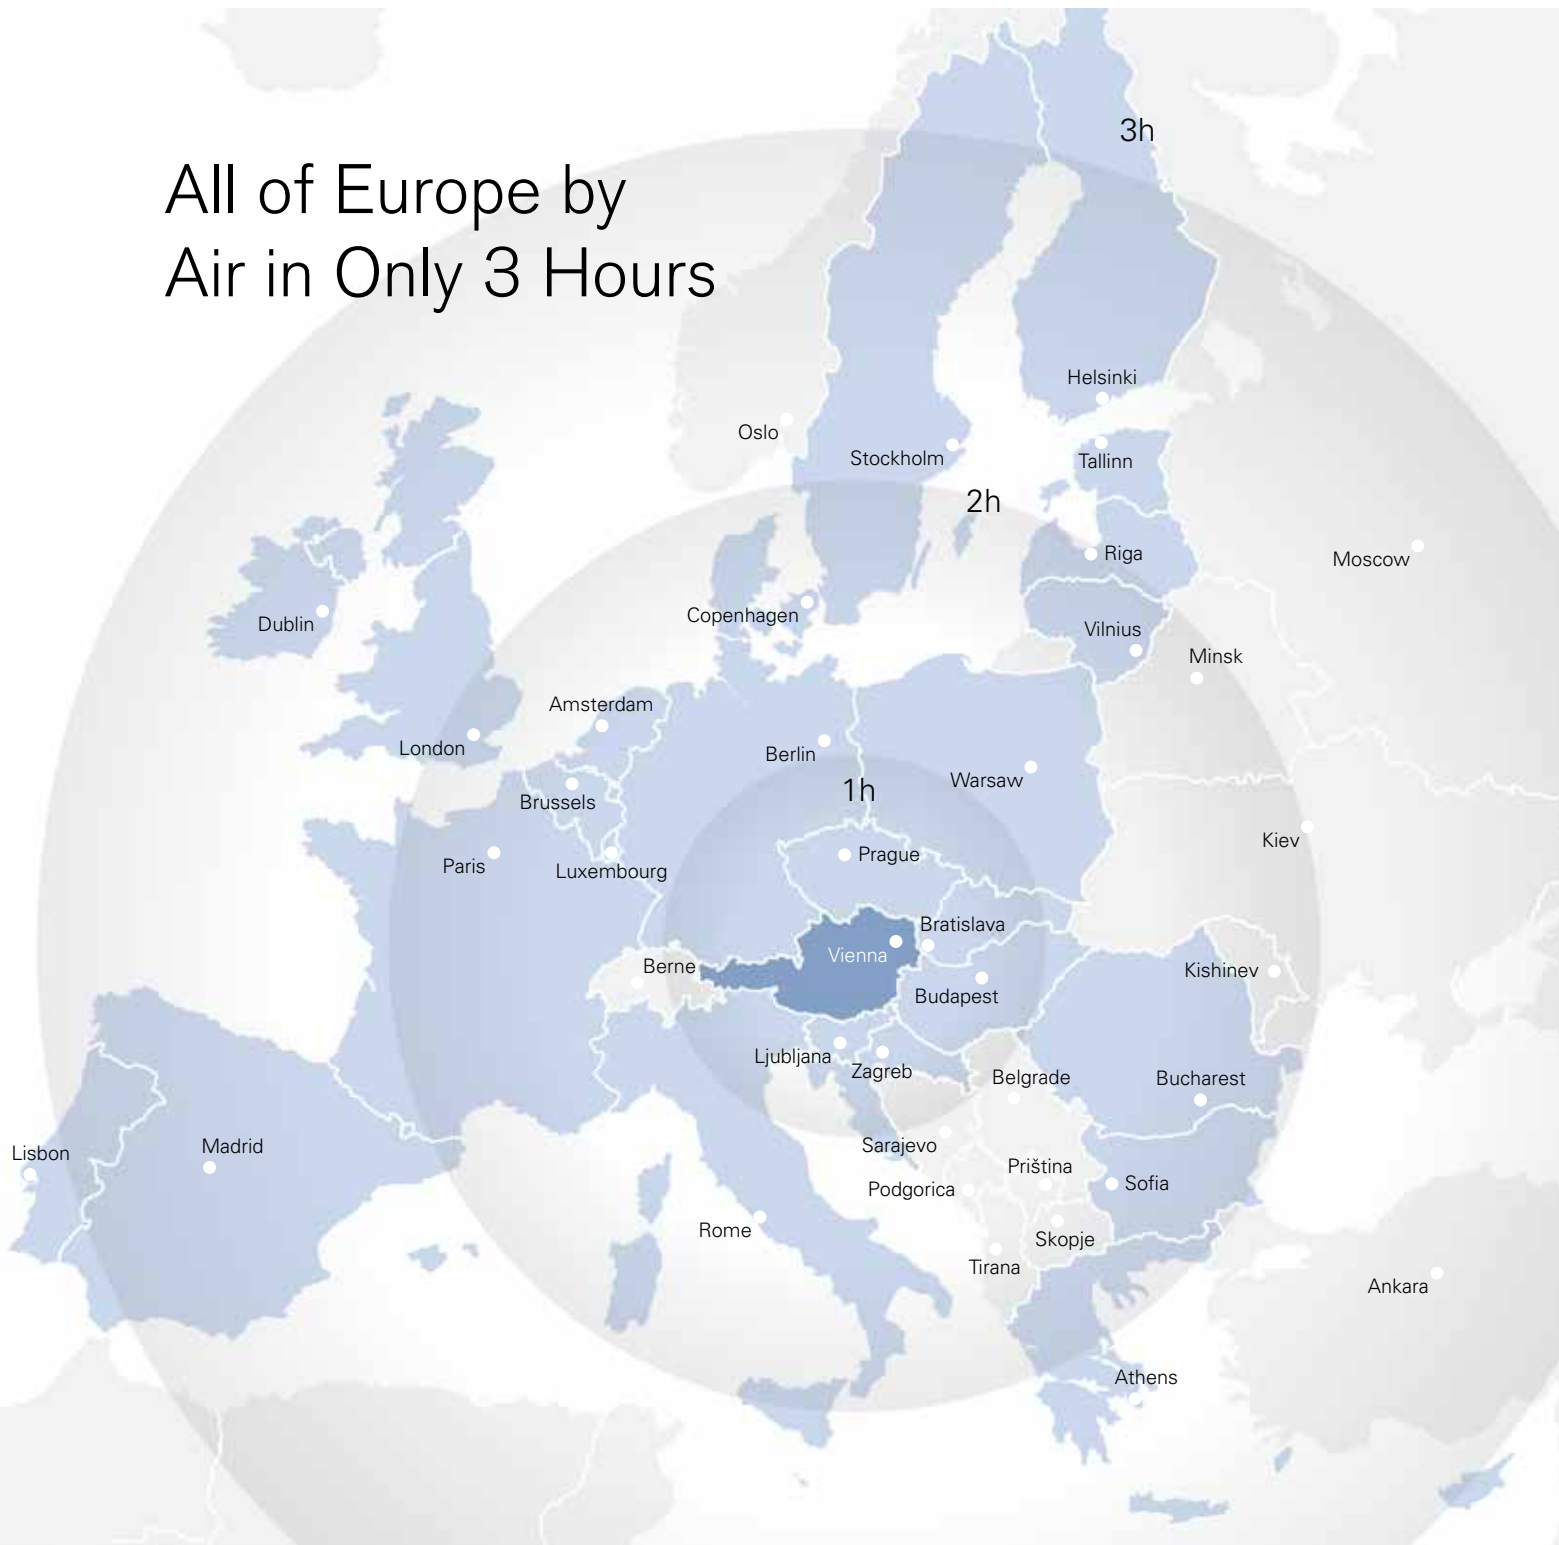 All of Europe by
Air in Only 3 Hours
3h
Helsinki
Oslo
Stockholm
Tallinn
2h
Riga
Moscow
Copenhagen
Dublin
Vilnius
Minsk
Amsterdam
London
Berlin
Warsaw
1h
Brussels
Kiev
Prague
Paris
Luxembourg
Bratislava
Vienna
Berne
Kishinev
Budapest
Ljubljana
Zagreb
Belgrade
Bucharest
Lisbon
Madrid
Sarajevo
Priština
Podgorica
Sofia
Rome
Skopje
Tirana
Ankara
Athens